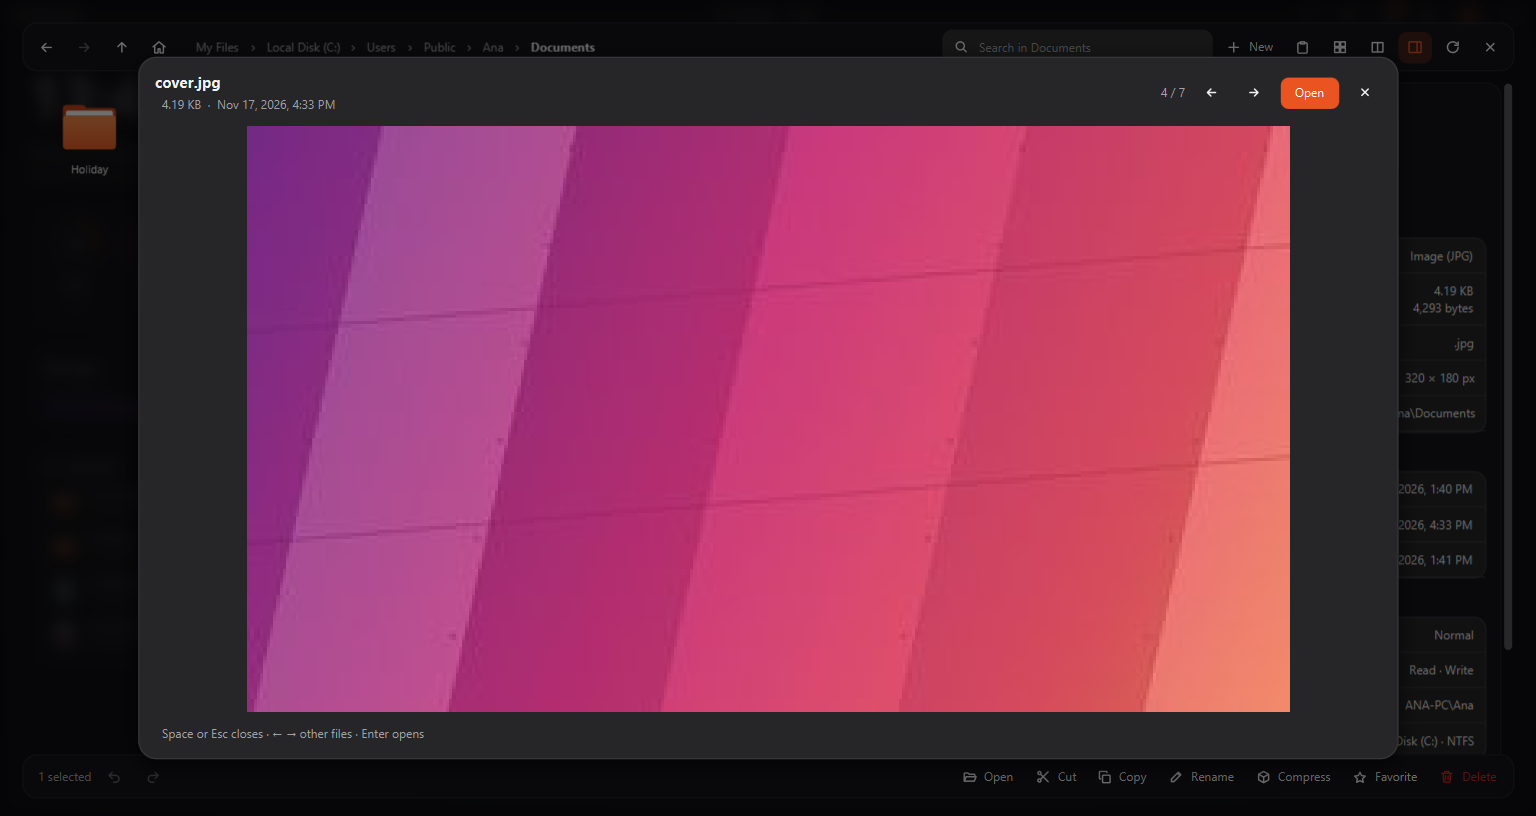 My Files › Local Disk (C:) › Users › Public › Ana › Documents
Search in Documents
New
cover.jpg
4.19 KB · Nov 17, 2026, 4:33 PM
4 / 7
Open
Holiday
Image (JPG)
4.19 KB
4,293 bytes
.jpg
320 × 180 px
\Documents
2026, 1:40 PM
2026, 4:33 PM
2026, 1:41 PM
Normal
Read · Write
ANA-PC\Ana
Disk (C:) · NTFS
Space or Esc closes · ← → other files · Enter opens
1 selected
Open
Cut
Copy
Rename
Compress
Favorite
Delete